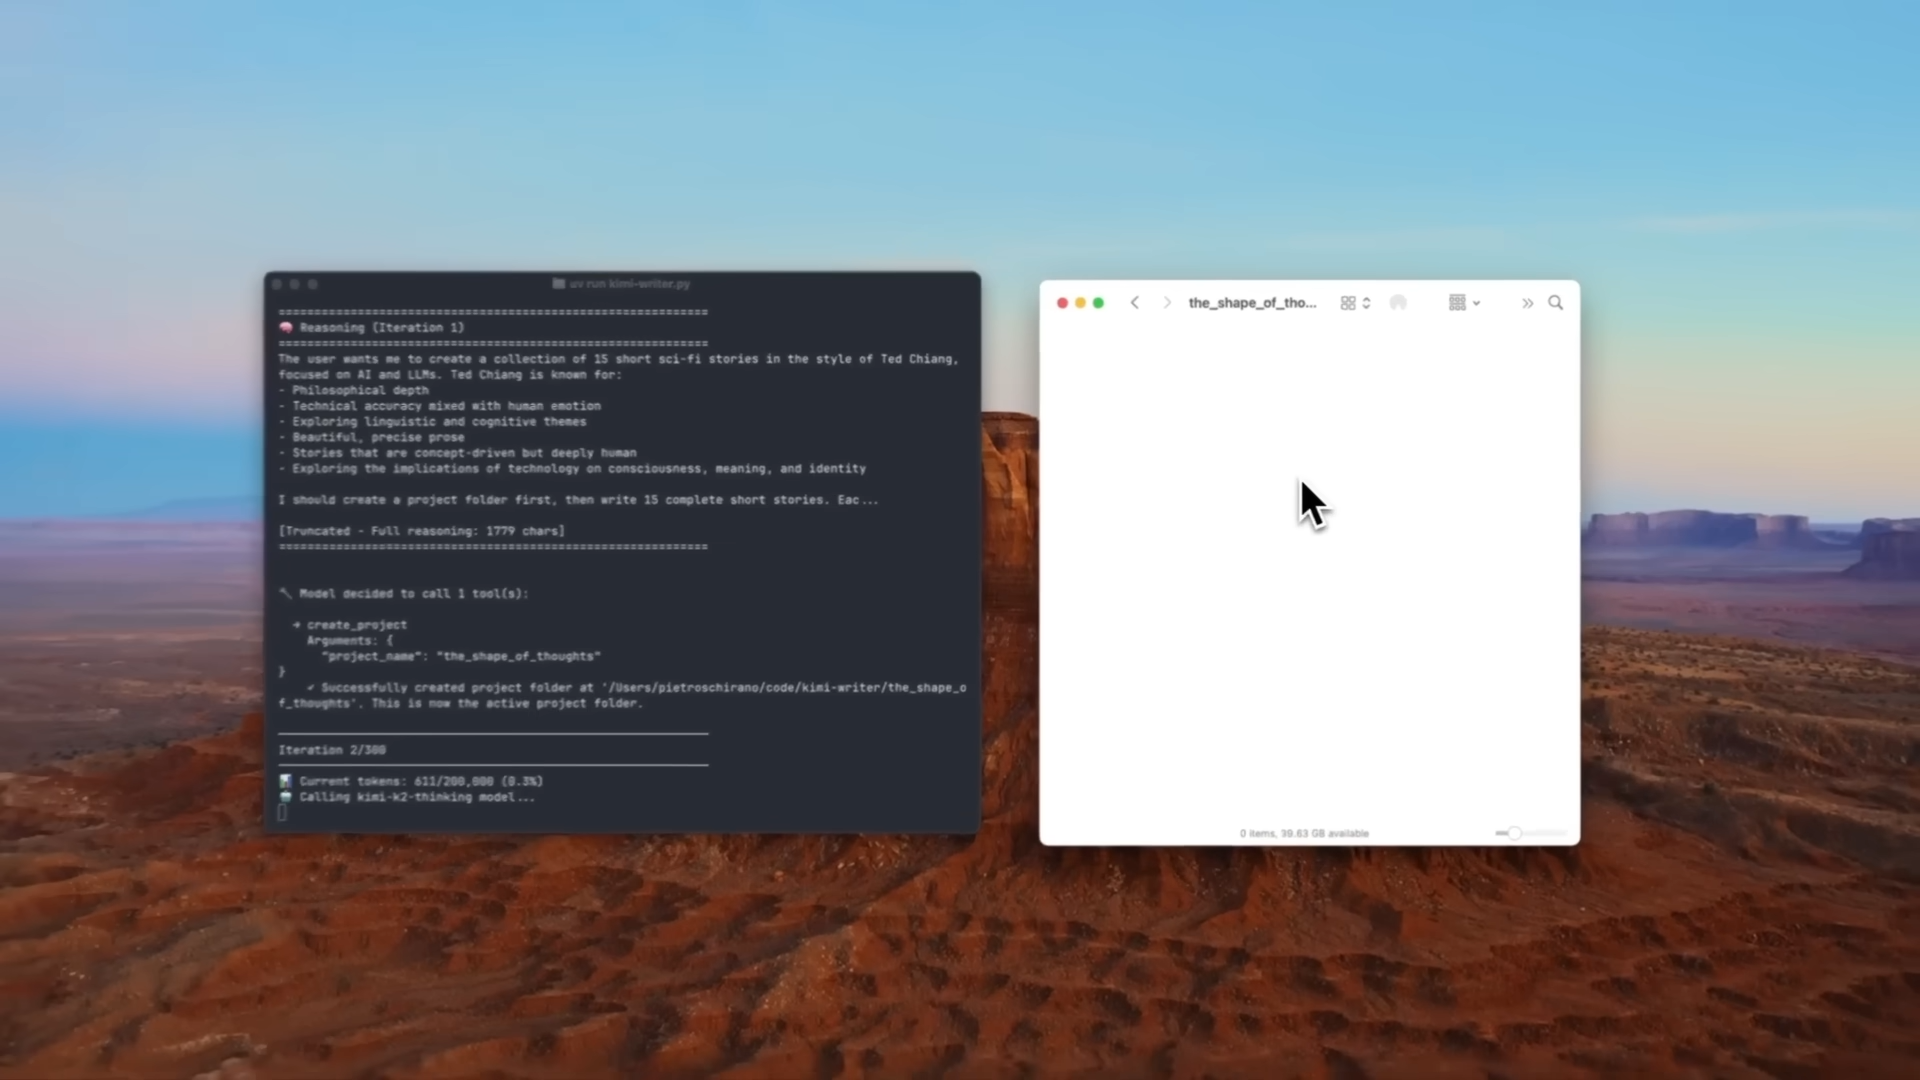 uv run kimi-writer.py
============================================================
🧠 Reasoning (Iteration 1)
============================================================
The user wants me to create a collection of 15 short sci-fi stories in the style of Ted Chiang,
focused on AI and LLMs. Ted Chiang is known for:
- Philosophical depth
- Technical accuracy mixed with human emotion
- Exploring linguistic and cognitive themes
- Beautiful, precise prose
- Stories that are concept-driven but deeply human
- Exploring the implications of technology on consciousness, meaning, and identity
I should create a project folder first, then write 15 complete short stories. Eac...
[Truncated - Full reasoning: 1779 chars]
============================================================
🔧 Model decided to call 1 tool(s):
→ create_project
Arguments: {
"project_name": "the_shape_of_thoughts"
}
✓ Successfully created project folder at '/Users/pietroschirano/code/kimi-writer/the_shape_o
f_thoughts'. This is now the active project folder.
Iteration 2/300
📊 Current tokens: 611/200,000 (0.3%)
🤖 Calling kimi-k2-thinking model...
the_shape_of_tho...
0 items, 39.63 GB available